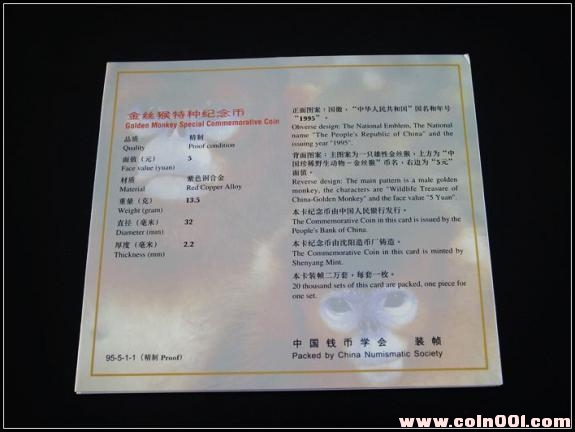 金丝猴特种纪念币
Golden Monkey Special Commemorative Coin
品质 精制
Quality Proof condition
面值（元） 5
Face value (yuan)
材质 紫色铜合金
Material Red Copper Alloy
重量（克） 13.5
Weight (gram)
直径（毫米） 32
Diameter (mm)
厚度（毫米） 2.2
Thickness (mm)
95-5-1-1（精制 Proof）
正面图案：国徽、“中华人民共和国”国名和年号
“1995”。
Obverse design: The National Emblem, The National
name "The People's Republic of China" and the
issuing year "1995".
背面图案：主图案为一只雄性金丝猴，上方为“中
国珍稀野生动物－金丝猴”币名，右边为“5元”
面值。
Reverse design: The main pattern is a male golden
monkey, the characters are "Wildlife Treasure of
China-Golden Monkey" and the face value "5 Yuan".
本卡纪念币由中国人民银行发行。
The Commemorative Coin in this card is issued by the
People's Bank of China.
本卡纪念币由沈阳造币厂铸造。
The Commemorative Coin in this card is minted by
Shenyang Mint.
本卡装帧二万套，每套一枚。
20 thousand sets of this card are packed, one piece for
one set.
中国钱币学会 装帧
Packed by China Numismatic Society
www.coin001.com